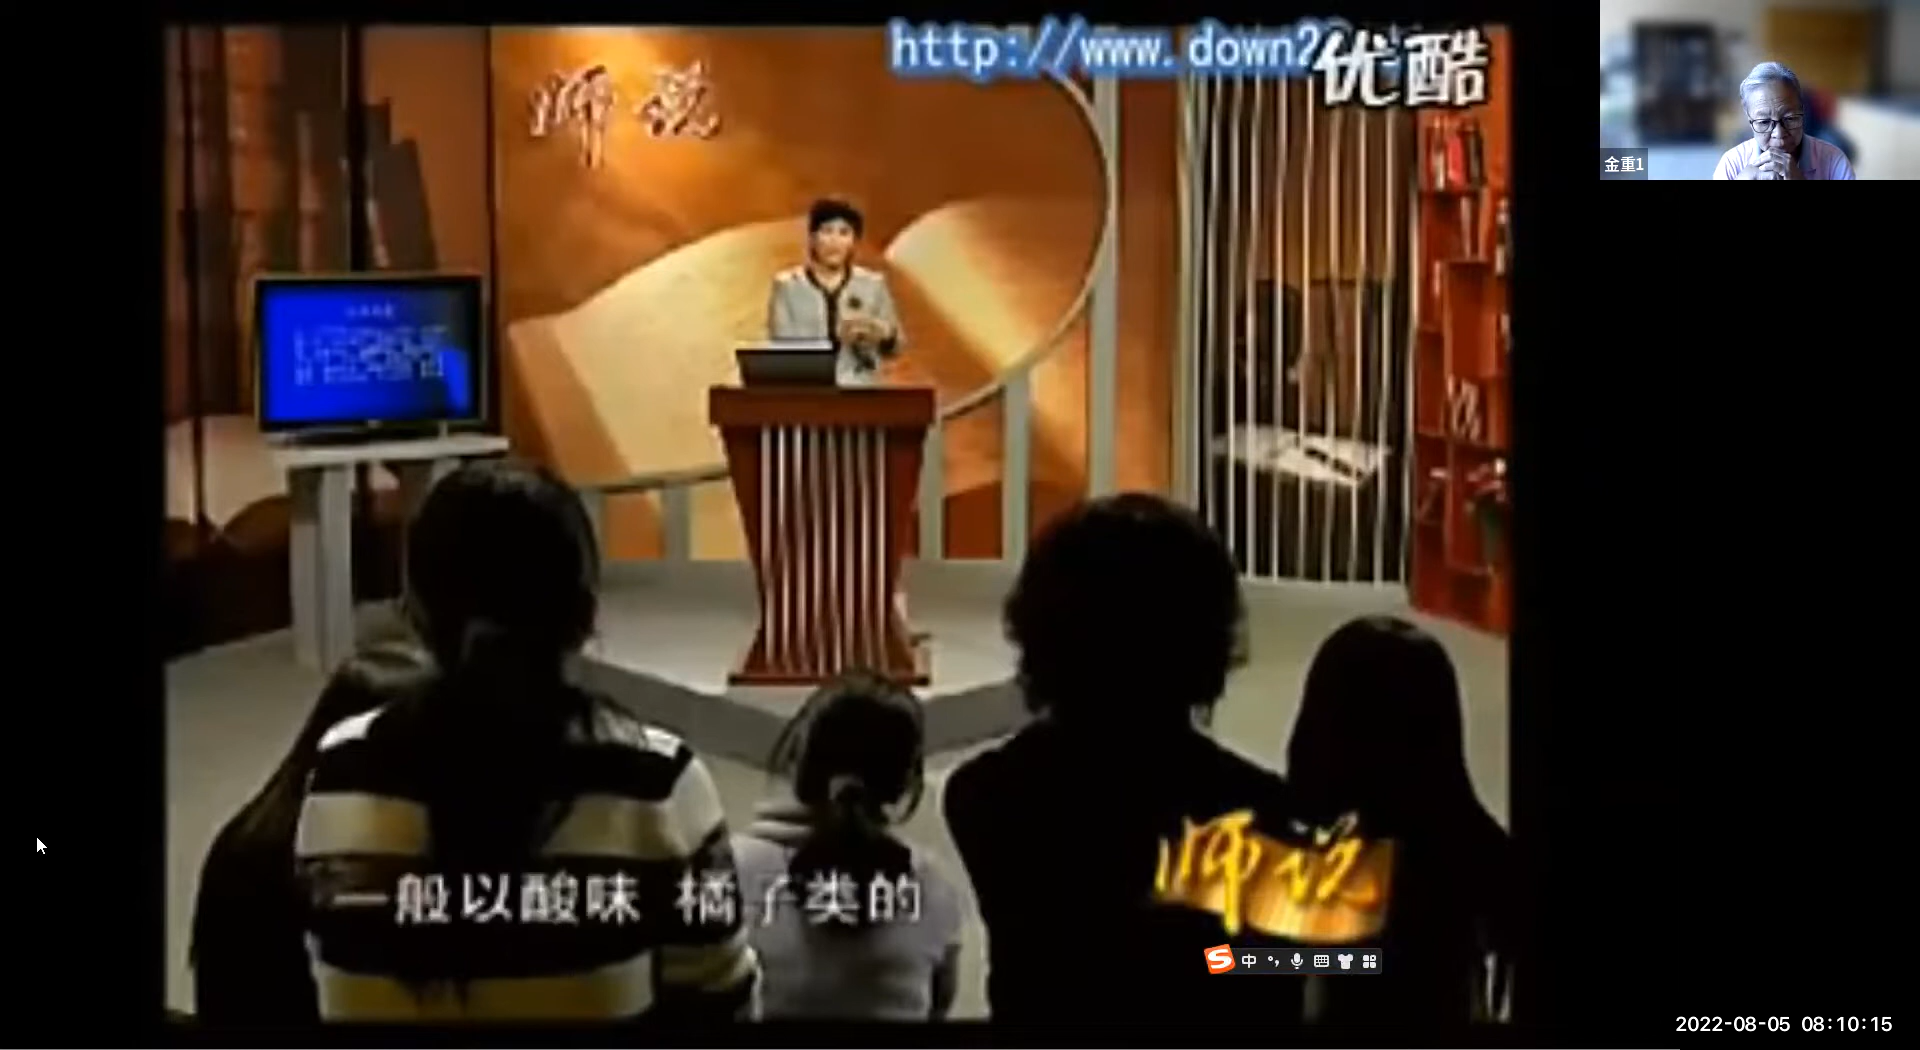 http://www.down2
优酷
师说
金重1
一般以酸味 橘子类的
师说
中
2022-08-05 08:10:15